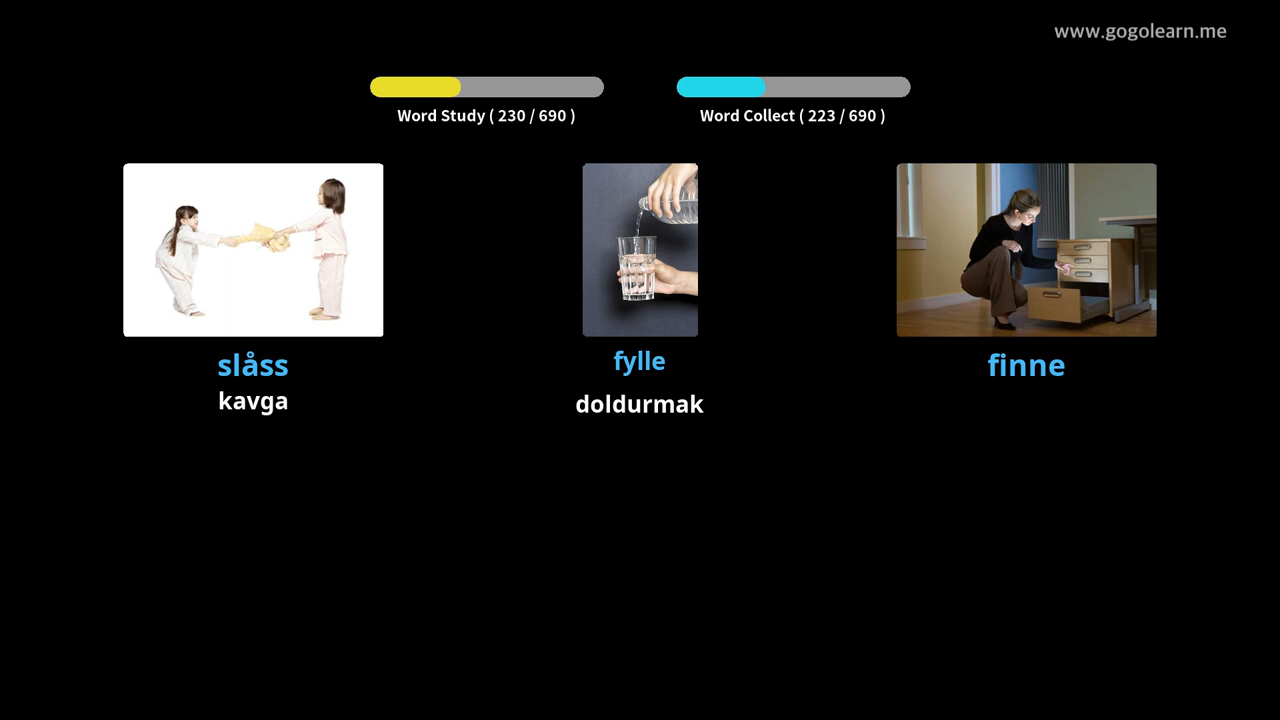 www.gogolearn.me
Word Study ( 230 / 690 )
Word Collect ( 223 / 690 )
slåss
kavga
fylle
doldurmak
finne